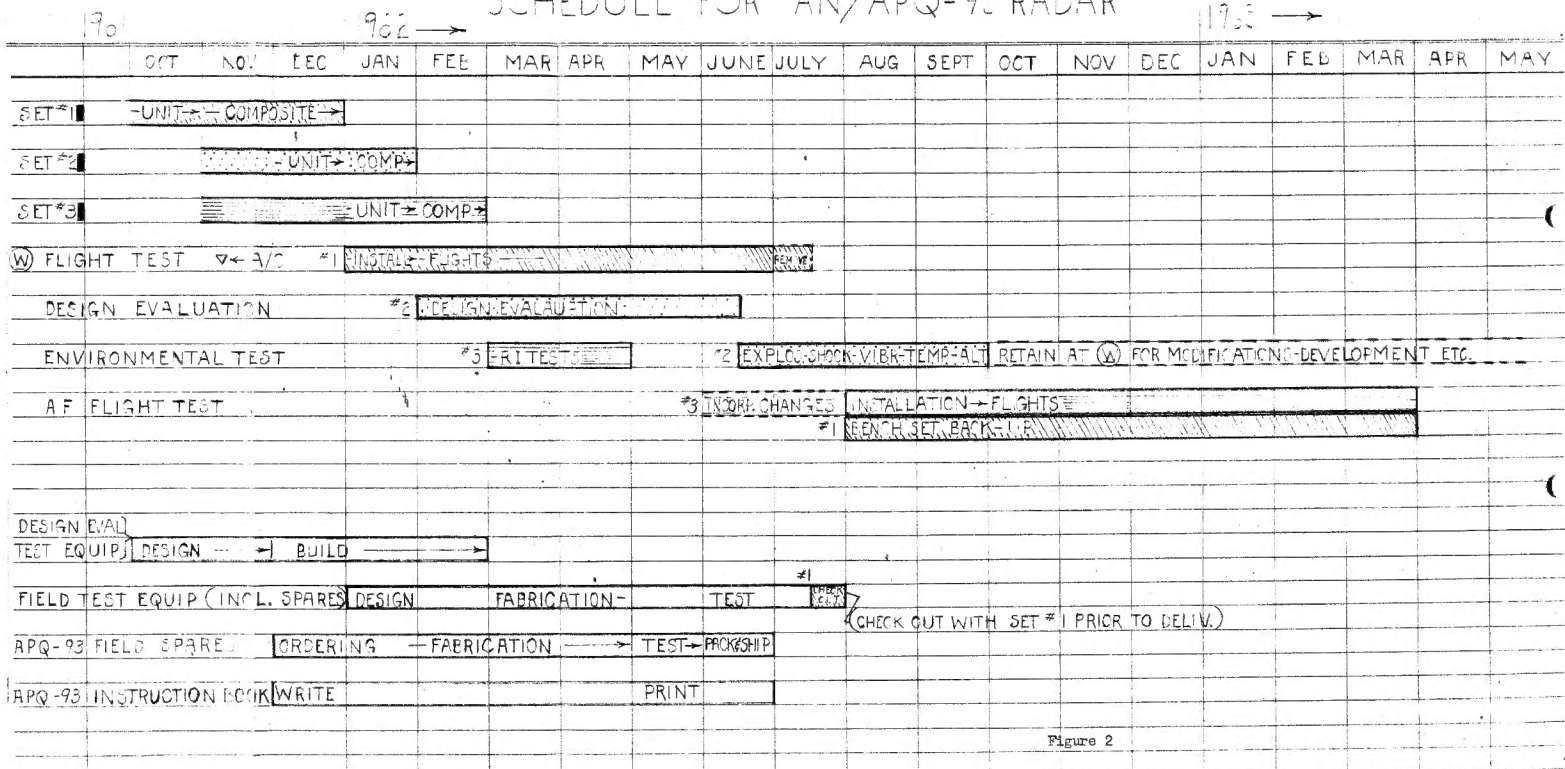 SCHEDULE FOR AN/APQ-93 RADAR
196 1962 → 1963 →
OCT NOV DEC JAN FEB MAR APR MAY JUNE JULY AUG SEPT OCT NOV DEC JAN FEB MAR APR MAY
SET #1 -UNIT→ - COMPOSITE →
SET #2 - UNIT→ COMP→
SET #3 - UNIT→ COMP→
(W) FLIGHT TEST ▽← A/C #1 INSTALL - FLIGHTS REMOVE
DESIGN EVALUATION #2 DESIGN EVALAUATION
ENVIRONMENTAL TEST #3 RI TESTS #2 EXPLOS-SHOCK-VIBR-TEMP-ALT RETAIN AT (W) FOR MODIFICATIONS-DEVELOPMENT ETC.
AF FLIGHT TEST #3 INCORP. CHANGES INSTALLATION → FLIGHTS
#1 BENCH SET BACK-UP
DESIGN EVAL
TEST EQUIP DESIGN → BUILD →
#1
FIELD TEST EQUIP (INCL. SPARES DESIGN FABRICATION- TEST CHECK OUT
(CHECK OUT WITH SET #1 PRIOR TO DELIV.)
APQ-93 FIELD SPARES ORDERING - FABRICATION → TEST→ PACK&SHIP
APQ-93 INSTRUCTION BOOK WRITE PRINT
Figure 2